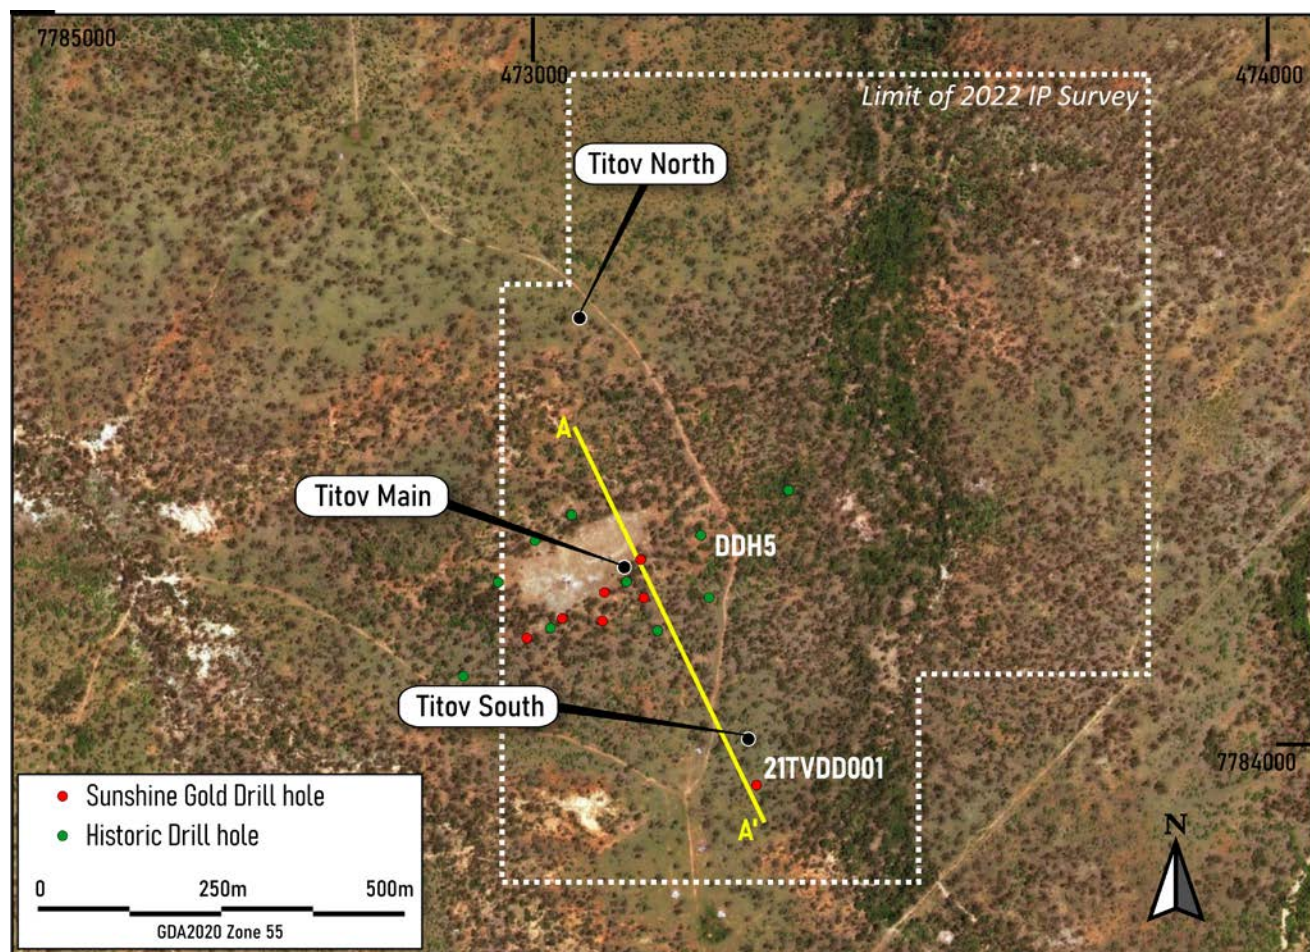 7785000
473000
474000
Limit of 2022 IP Survey
Titov North
A
Titov Main
DDH5
Titov South
21TVDD001
7784000
A'
N
Sunshine Gold Drill hole
Historic Drill hole
0 250m 500m
GDA2020 Zone 55